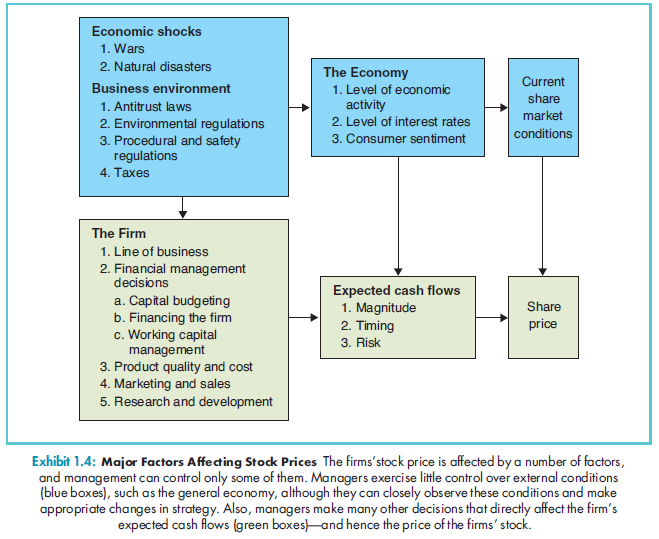 Economic shocks
1. Wars
2. Natural disasters
Business environment
1. Antitrust laws
2. Environmental regulations
3. Procedural and safety
regulations
4. Taxes
The Economy
1. Level of economic
activity
2. Level of interest rates
3. Consumer sentiment
Current
share
market
conditions
The Firm
1. Line of business
2. Financial management
decisions
a. Capital budgeting
b. Financing the firm
c. Working capital
management
3. Product quality and cost
4. Marketing and sales
5. Research and development
Expected cash flows
1. Magnitude
2. Timing
3. Risk
Share
price
Exhibit 1.4: Major Factors Affecting Stock Prices The firms'stock price is affected by a number of factors,
and management can control only some of them. Managers exercise little control over external conditions
(blue boxes), such as the general economy, although they can closely observe these conditions and make
appropriate changes in strategy. Also, managers make many other decisions that directly affect the firm's
expected cash flows (green boxes)—and hence the price of the firms' stock.